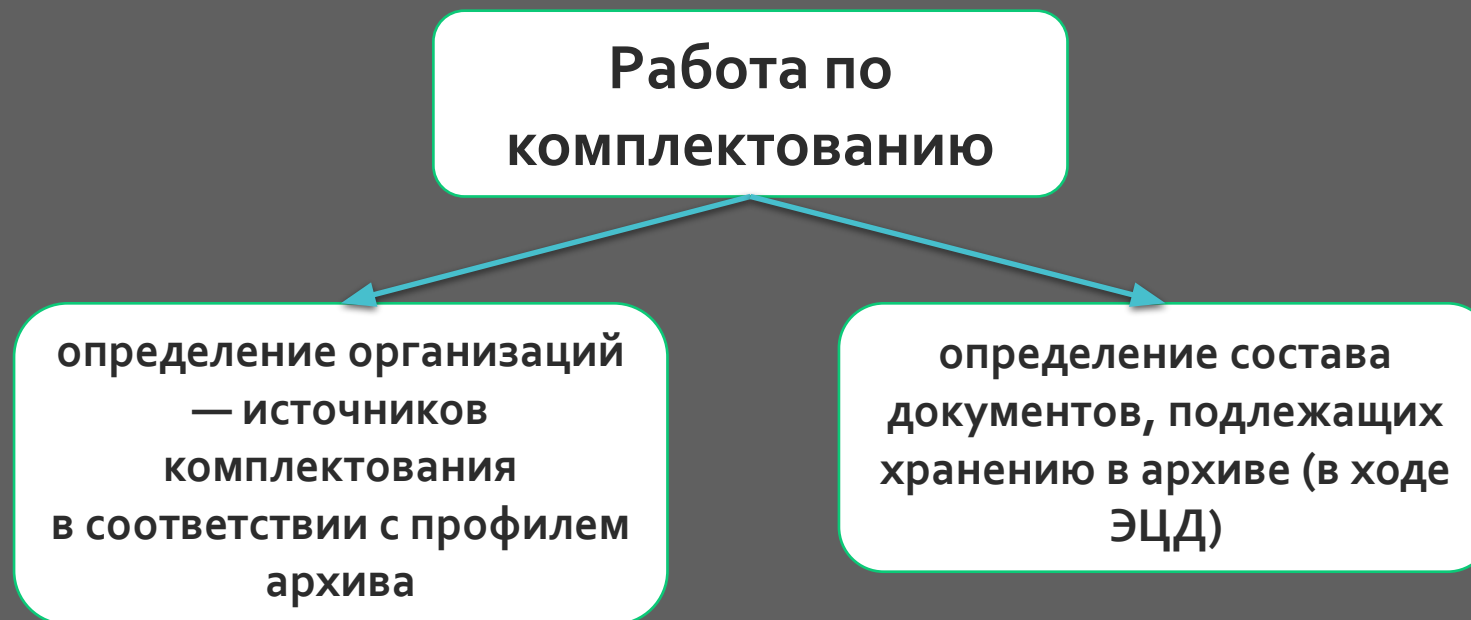 Работа по
комплектованию
определение организаций
— источников
комплектования
в соответствии с профилем
архива
определение состава
документов, подлежащих
хранению в архиве (в ходе
ЭЦД)